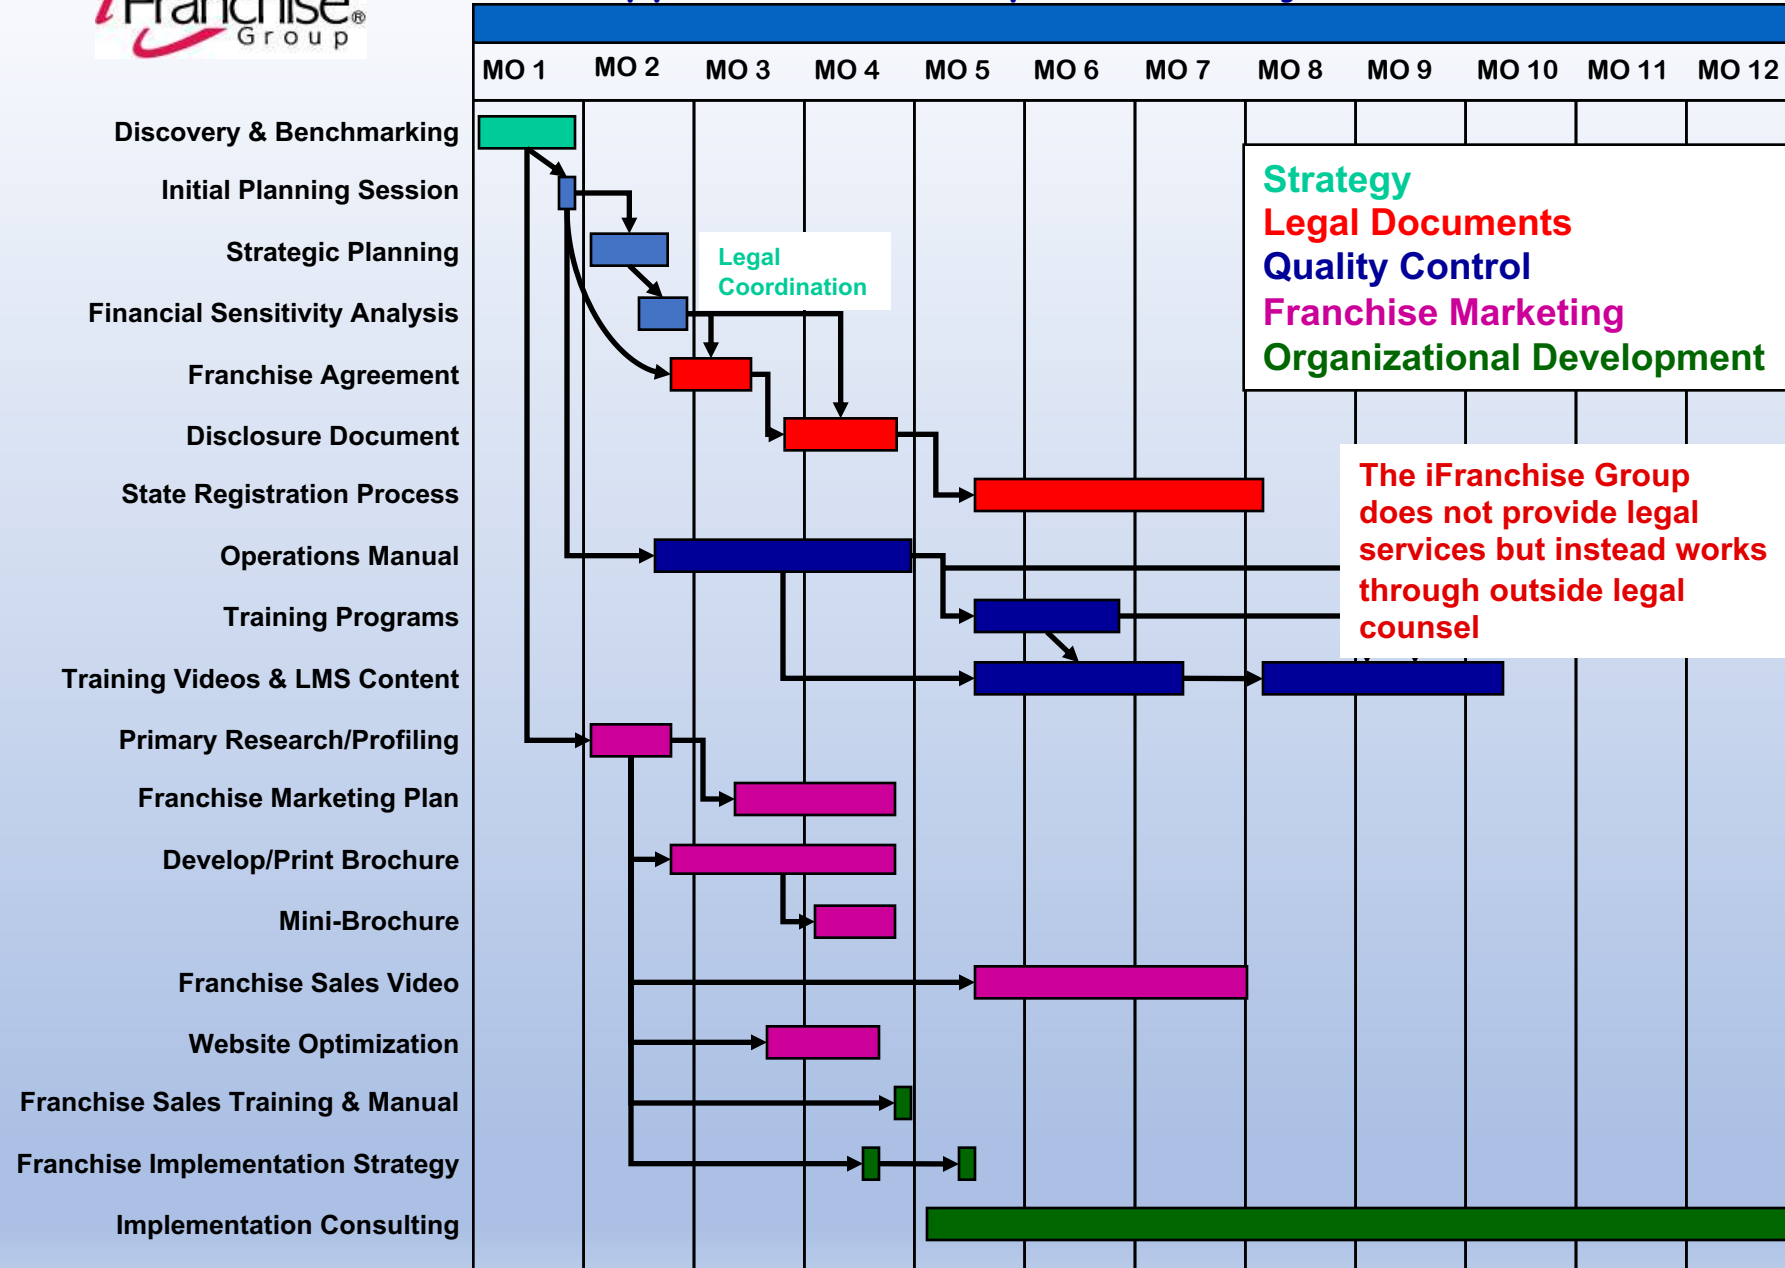 iFranchise®
Group
MO 1 MO 2 MO 3 MO 4 MO 5 MO 6 MO 7 MO 8 MO 9 MO 10 MO 11 MO 12
Discovery & Benchmarking
Initial Planning Session
Strategic Planning
Financial Sensitivity Analysis
Franchise Agreement
Disclosure Document
State Registration Process
Operations Manual
Training Programs
Training Videos & LMS Content
Primary Research/Profiling
Franchise Marketing Plan
Develop/Print Brochure
Mini-Brochure
Franchise Sales Video
Website Optimization
Franchise Sales Training & Manual
Franchise Implementation Strategy
Implementation Consulting
Legal
Coordination
Strategy
Legal Documents
Quality Control
Franchise Marketing
Organizational Development
The iFranchise Group
does not provide legal
services but instead works
through outside legal
counsel